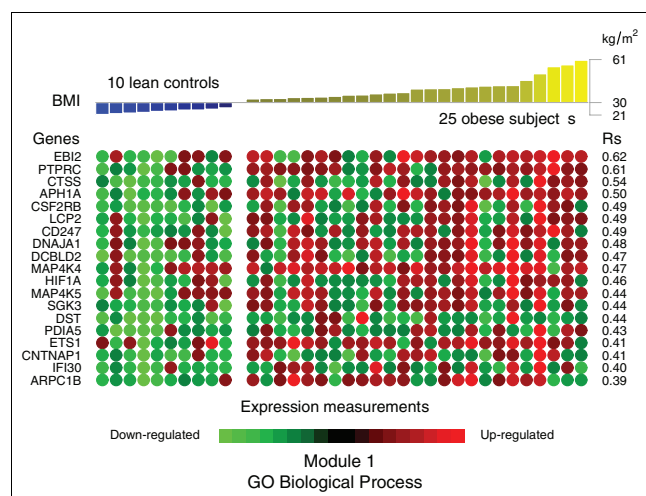 kg/m²
61
10 lean controls
BMI
30
25 obese subject s
21
Genes
Rs
EBI2 0.62
PTPRC 0.61
CTSS 0.54
APH1A 0.50
CSF2RB 0.49
LCP2 0.49
CD247 0.49
DNAJA1 0.48
DCBLD2 0.47
MAP4K4 0.47
HIF1A 0.46
MAP4K5 0.44
SGK3 0.44
DST 0.44
PDIA5 0.43
ETS1 0.41
CNTNAP1 0.41
IFI30 0.40
ARPC1B 0.39
Expression measurements
Down-regulated Up-regulated
Module 1
GO Biological Process